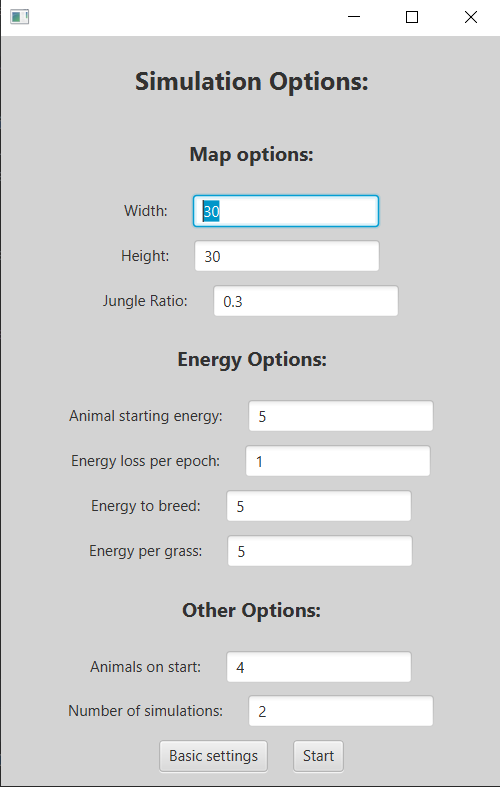 Simulation Options:
Map options:
Width: 30
Height: 30
Jungle Ratio: 0.3
Energy Options:
Animal starting energy: 5
Energy loss per epoch: 1
Energy to breed: 5
Energy per grass: 5
Other Options:
Animals on start: 4
Number of simulations: 2
Basic settings Start